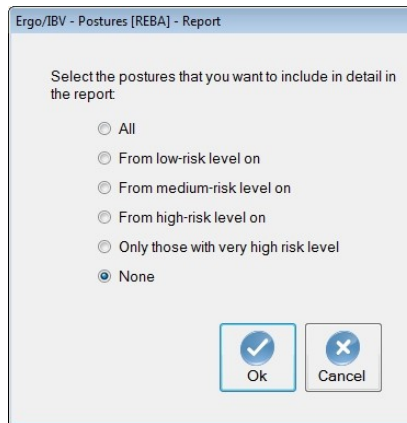 Ergo/IBV - Postures [REBA] - Report
Select the postures that you want to include in detail in
the report:
All
From low-risk level on
From medium-risk level on
From high-risk level on
Only those with very high risk level
None
Ok
Cancel